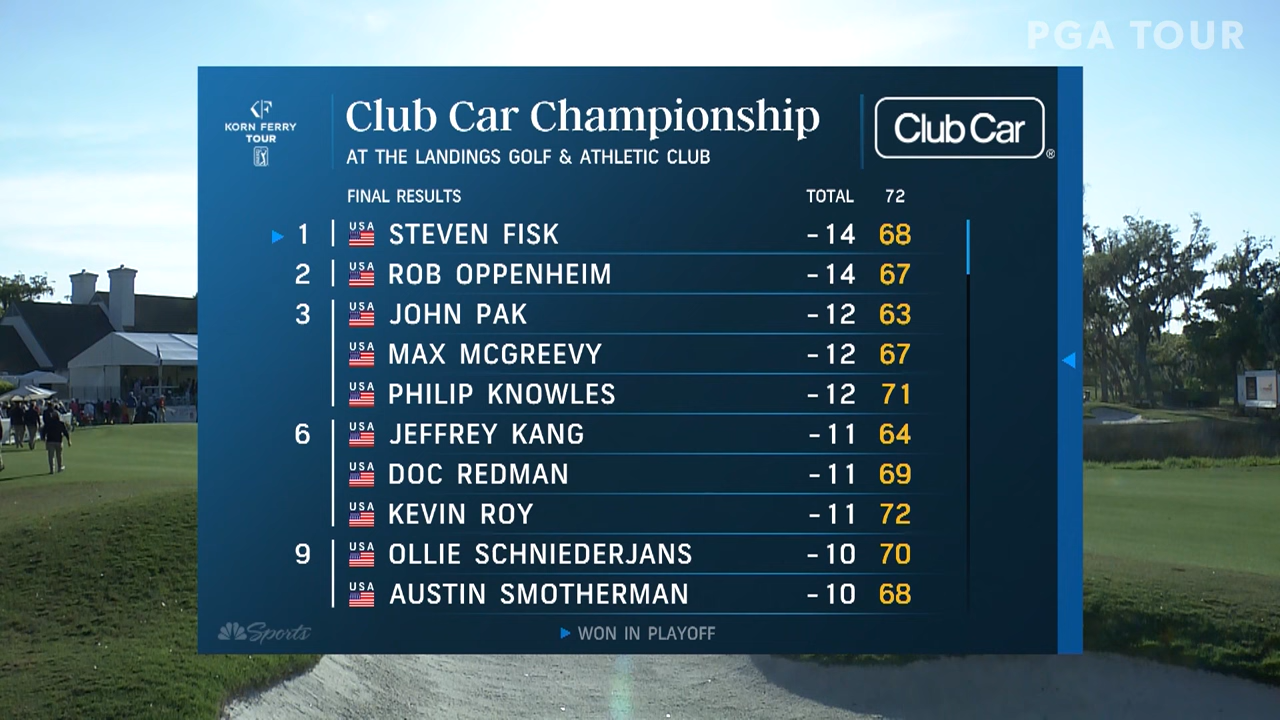 PGA TOUR
KORN FERRY
TOUR
Club Car Championship
AT THE LANDINGS GOLF & ATHLETIC CLUB
Club Car®
FINAL RESULTS TOTAL 72
1 USA STEVEN FISK -14 68
2 USA ROB OPPENHEIM -14 67
3 USA JOHN PAK -12 63
USA MAX MCGREEVY -12 67
USA PHILIP KNOWLES -12 71
6 USA JEFFREY KANG -11 64
USA DOC REDMAN -11 69
USA KEVIN ROY -11 72
9 USA OLLIE SCHNIEDERJANS -10 70
USA AUSTIN SMOTHERMAN -10 68
Sports
WON IN PLAYOFF